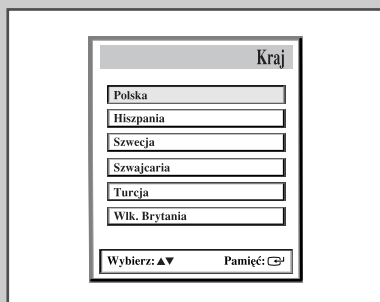 Kraj
Polska
Hiszpania
Szwecja
Szwajcaria
Turcja
Wlk. Brytania
Wybierz:▲▼ Pamięć: